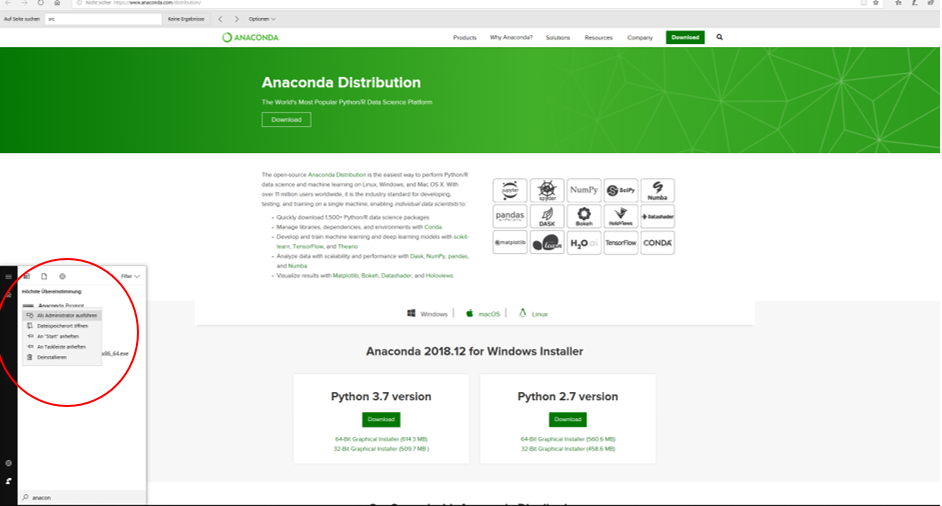 Nicht sicher https://www.anaconda.com/distribution/
Auf Seite suchen src Keine Ergebnisse Optionen
ANACONDA Products Why Anaconda? Solutions Resources Company Download
Anaconda Distribution
The World's Most Popular Python/R Data Science Platform
Download
The open-source Anaconda Distribution is the easiest way to perform Python/R
data science and machine learning on Linux, Windows, and Mac OS X. With
over 11 million users worldwide, it is the industry standard for developing,
testing, and training on a single machine, enabling individual data scientists to:
• Quickly download 1,500+ Python/R data science packages
• Manage libraries, dependencies, and environments with Conda
• Develop and train machine learning and deep learning models with scikit-
learn, TensorFlow, and Theano
• Analyze data with scalability and performance with Dask, NumPy, pandas,
and Numba
• Visualize results with Matplotlib, Bokeh, Datashader, and Holoviews
jupyter SPYDER NumPy SciPy Numba
pandas DASK Bokeh HoloViews Datashader
matplotlib learn H2O.ai TensorFlow CONDA
Filter
Höchste Übereinstimmung
Anaconda Prompt
Als Administrator ausführen
Dateispeicherort öffnen
An "Start" anheften
An Taskleiste anheften
Deinstallieren
x86_64.exe
anacon
Windows macOS Linux
Anaconda 2018.12 for Windows Installer
Python 3.7 version
Download
64-Bit Graphical Installer (614.3 MB)
32-Bit Graphical Installer (509.7 MB )
Python 2.7 version
Download
64-Bit Graphical Installer (560.6 MB)
32-Bit Graphical Installer (458.6 MB)